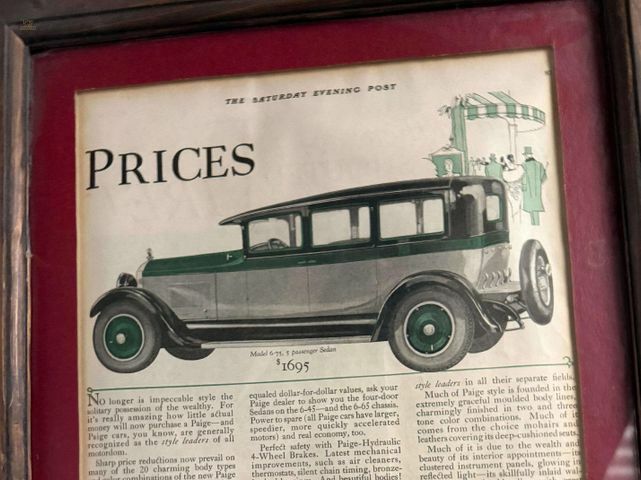 THE SATURDAY EVENING POST
PRICES
Model 6-75, 5 passenger Sedan
$1695
No longer is impeccable style the
solitary possession of the wealthy. For
it's really amazing how little actual
money will now purchase a Paige—and
Paige cars, you know, are generally
recognized as the style leaders of all
motordom.
Sharp price reductions now prevail on
many of the 20 charming body types
color combinations of the new Paige
equaled dollar-for-dollar values, ask your
Paige dealer to show you the four-door
Sedans on the 6-45—and the 6-65 chassis.
Power to spare (all Paige cars have larger,
speedier, more quickly accelerated
motors) and real economy, too.
Perfect safety with Paige-Hydraulic
4-Wheel Brakes. Latest mechanical
improvements, such as air cleaners,
thermostats, silent chain timing, bronze-
And beautiful bodies!
style leaders in all their separate fields.
Much of Paige style is founded in the
extremely graceful moulded body lines,
charmingly finished in two and three
tone color combinations. Much of it
comes from the choice mohairs and
leathers covering its deep-cushioned seats.
Much of it is due to the wealth and
beauty of its interior appointments—its
clustered instrument panels, glowing in
reflected light—its skillfully inlaid wal-